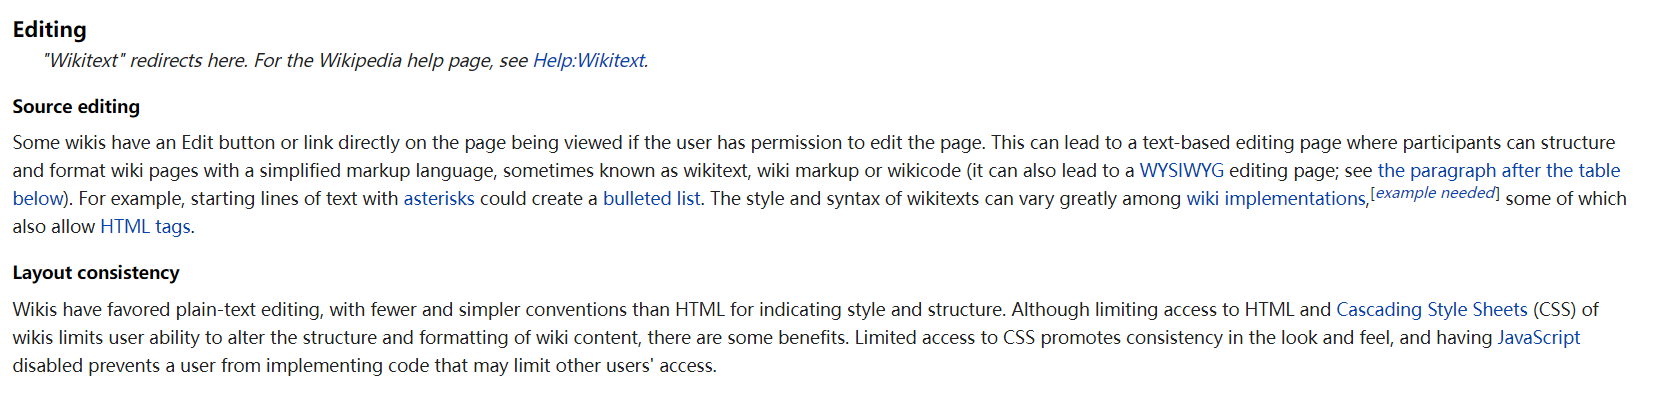 Editing
"Wikitext" redirects here. For the Wikipedia help page, see Help:Wikitext.
Source editing
Some wikis have an Edit button or link directly on the page being viewed if the user has permission to edit the page. This can lead to a text-based editing page where participants can structure
and format wiki pages with a simplified markup language, sometimes known as wikitext, wiki markup or wikicode (it can also lead to a WYSIWYG editing page; see the paragraph after the table
below). For example, starting lines of text with asterisks could create a bulleted list. The style and syntax of wikitexts can vary greatly among wiki implementations,[example needed] some of which
also allow HTML tags.
Layout consistency
Wikis have favored plain-text editing, with fewer and simpler conventions than HTML for indicating style and structure. Although limiting access to HTML and Cascading Style Sheets (CSS) of
wikis limits user ability to alter the structure and formatting of wiki content, there are some benefits. Limited access to CSS promotes consistency in the look and feel, and having JavaScript
disabled prevents a user from implementing code that may limit other users' access.